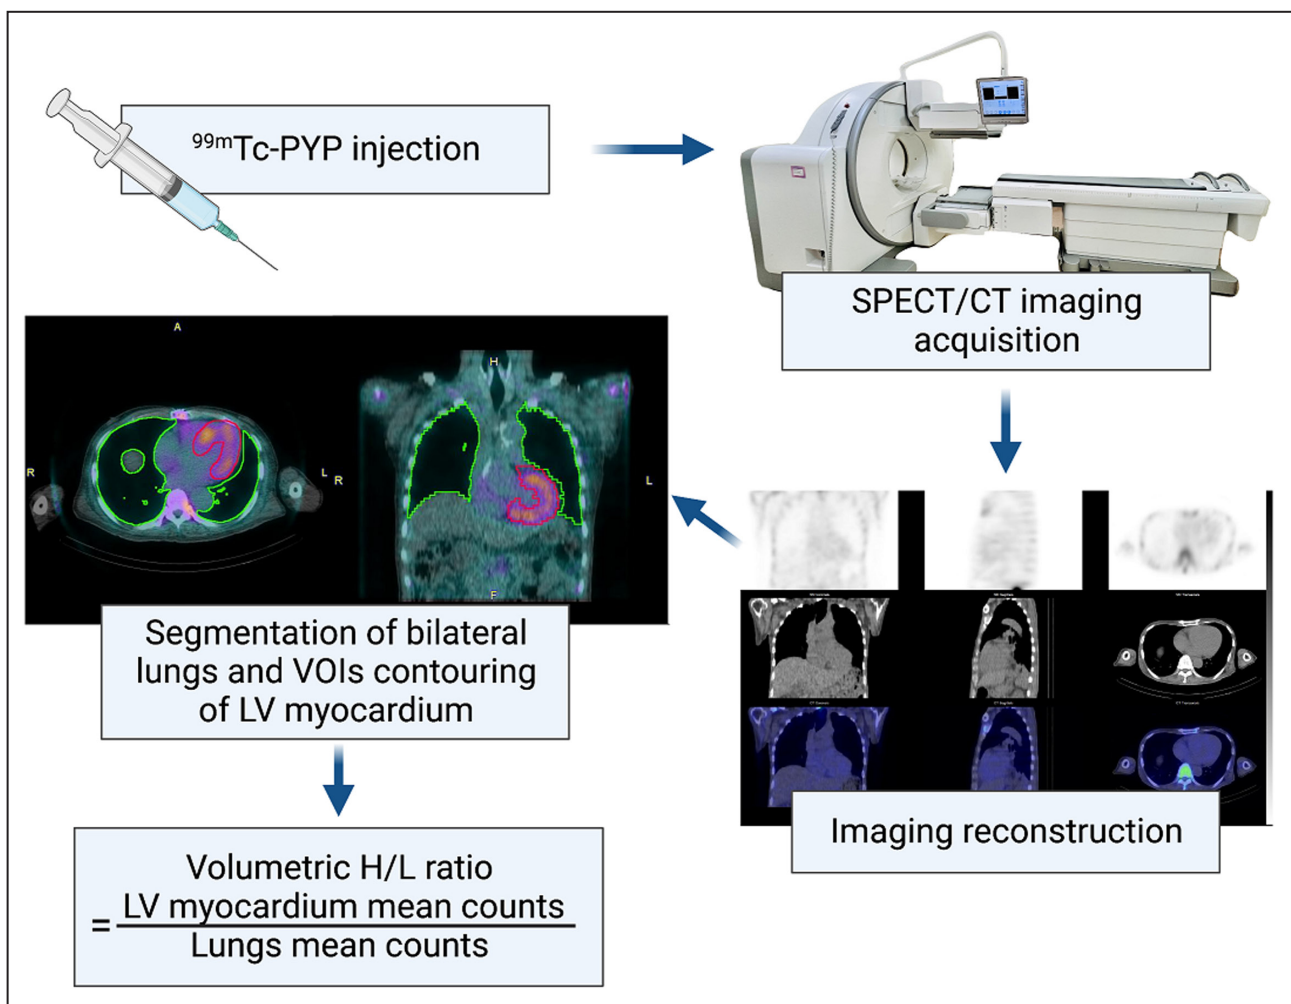 ⁹⁹ᵐTc-PYP injection
SPECT/CT imaging
acquisition
A
R
L
H
R
L
F
Segmentation of bilateral
lungs and VOIs contouring
of LV myocardium
Imaging reconstruction
Volumetric H/L ratio
= LV myocardium mean counts
Lungs mean counts